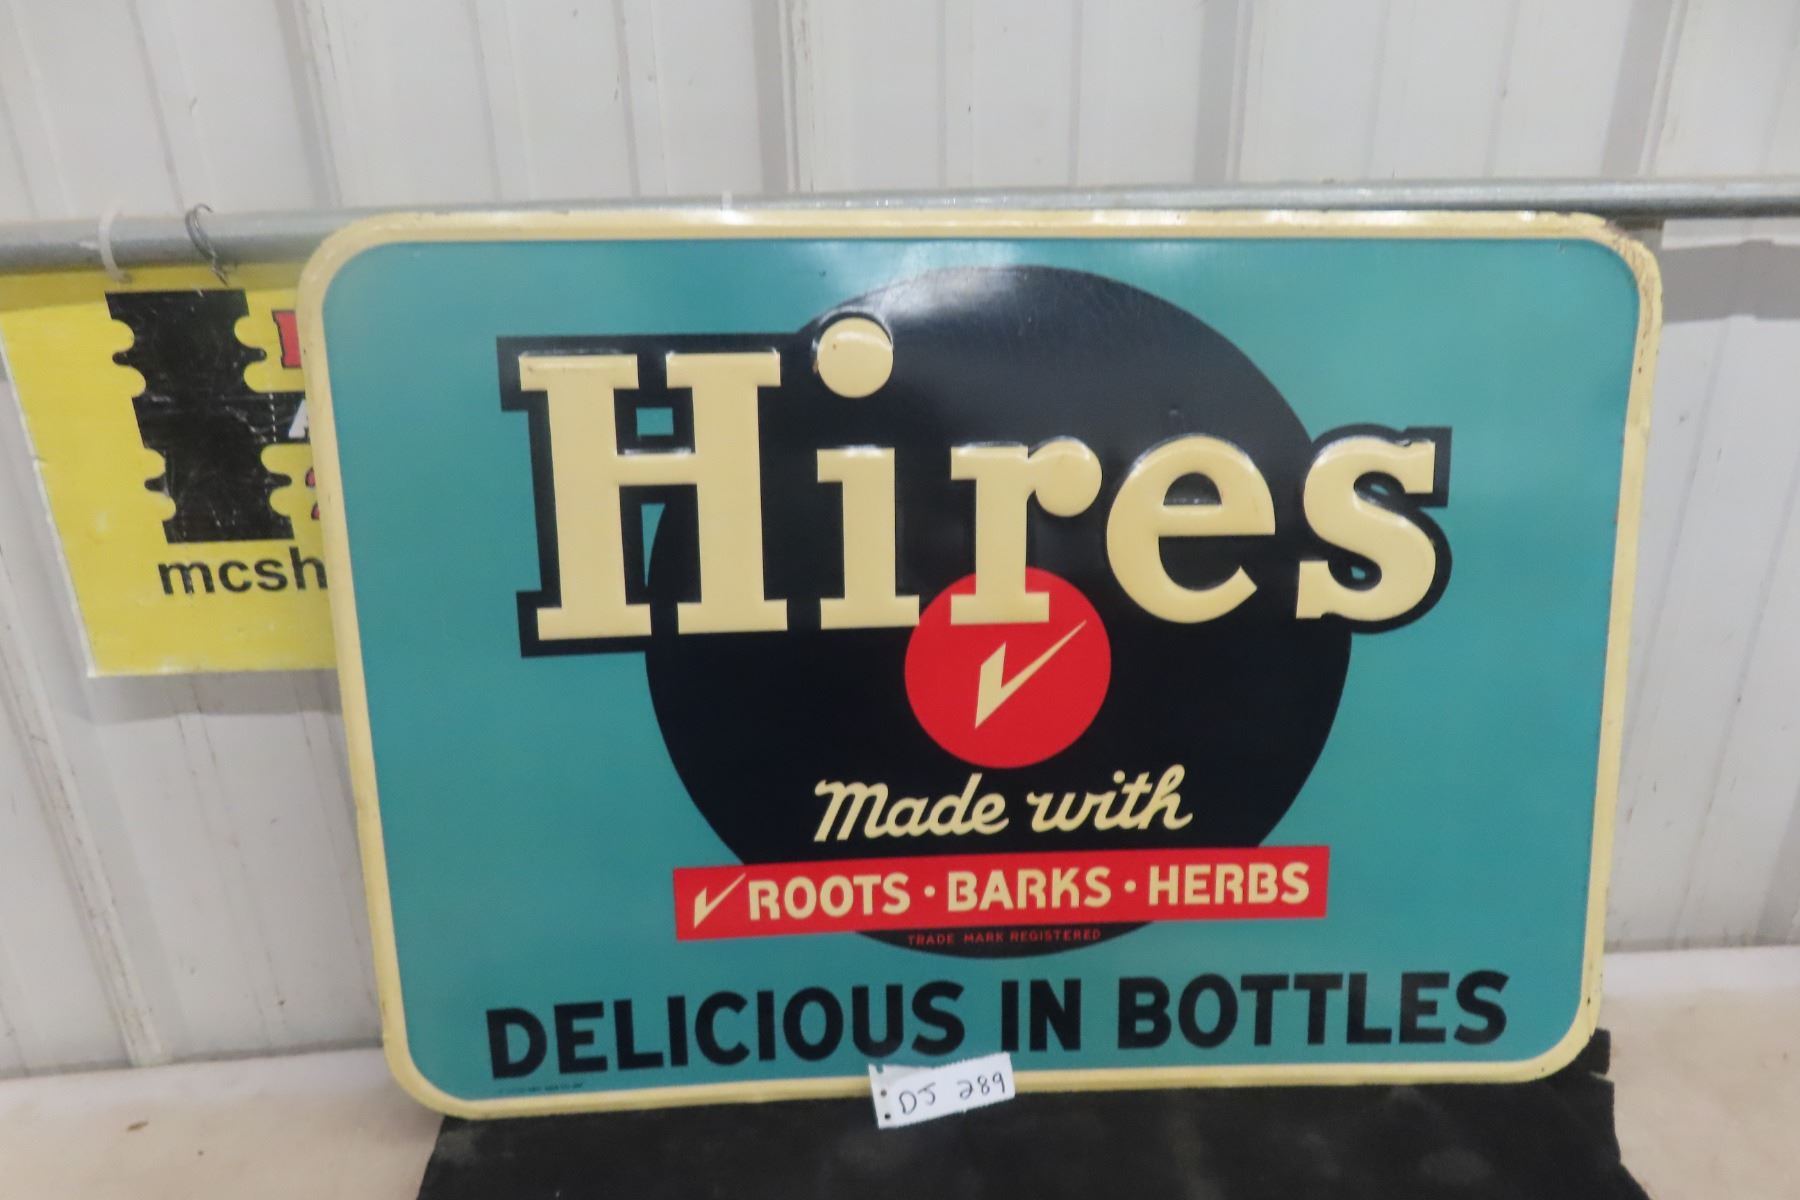 Hires
Made with
ROOTS · BARKS · HERBS
TRADE MARK REGISTERED
DELICIOUS IN BOTTLES
DJ 289
mcsh